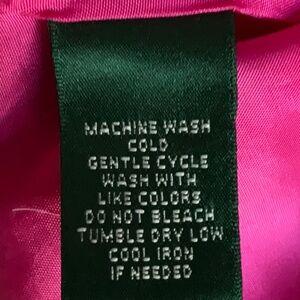 MACHINE WASH
COLD
GENTLE CYCLE
WASH WITH
LIKE COLORS
DO NOT BLEACH
TUMBLE DRY LOW
COOL IRON
IF NEEDED